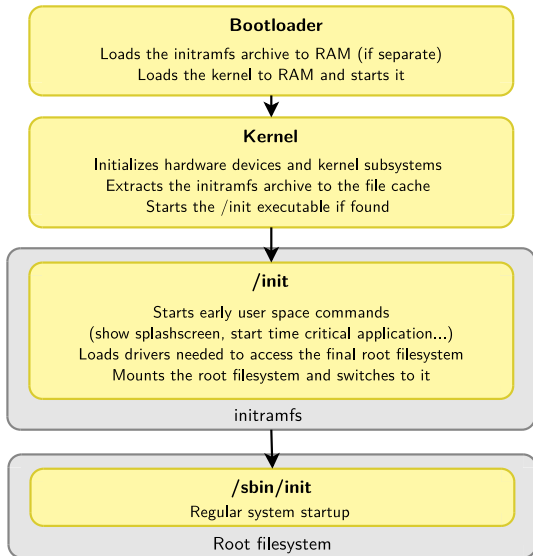 Bootloader
Loads the initramfs archive to RAM (if separate)
Loads the kernel to RAM and starts it
Kernel
Initializes hardware devices and kernel subsystems
Extracts the initramfs archive to the file cache
Starts the /init executable if found
/init
Starts early user space commands
(show splashscreen, start time critical application...)
Loads drivers needed to access the final root filesystem
Mounts the root filesystem and switches to it
initramfs
/sbin/init
Regular system startup
Root filesystem